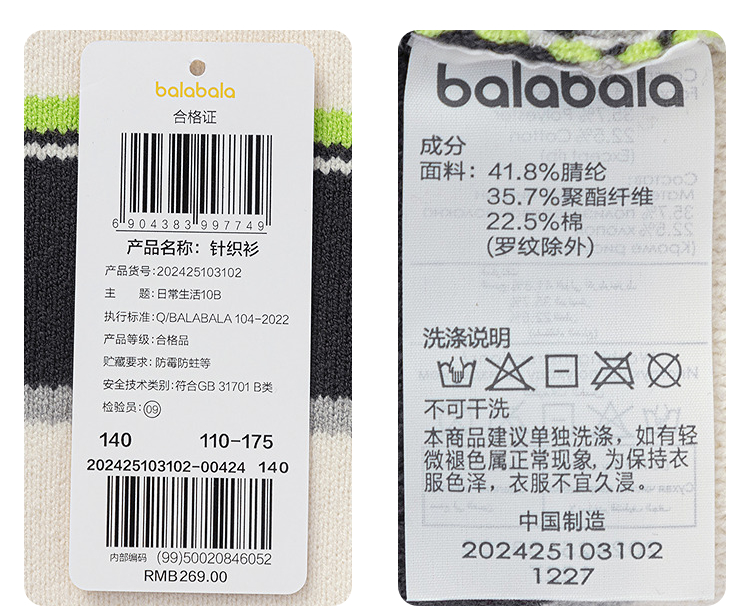 balabala
合格证
6 904383 997749
产品名称：针织衫
产品货号:202425103102
主 题:日常生活10B
执行标准:Q/BALABALA 104-2022
产品等级:合格品
贮藏要求:防霉防蛀等
安全技术类别:符合GB 31701 B类
检验员:09
140 110-175
202425103102-00424 140
内部编码 (99)50020846052
RMB269.00
balabala
成分
面料：41.8%腈纶
35.7%聚酯纤维
22.5%棉
(罗纹除外)
洗涤说明
不可干洗
本商品建议单独洗涤，如有轻
微褪色属正常现象，为保持衣
服色泽，衣服不宜久浸。
中国制造
202425103102
1227